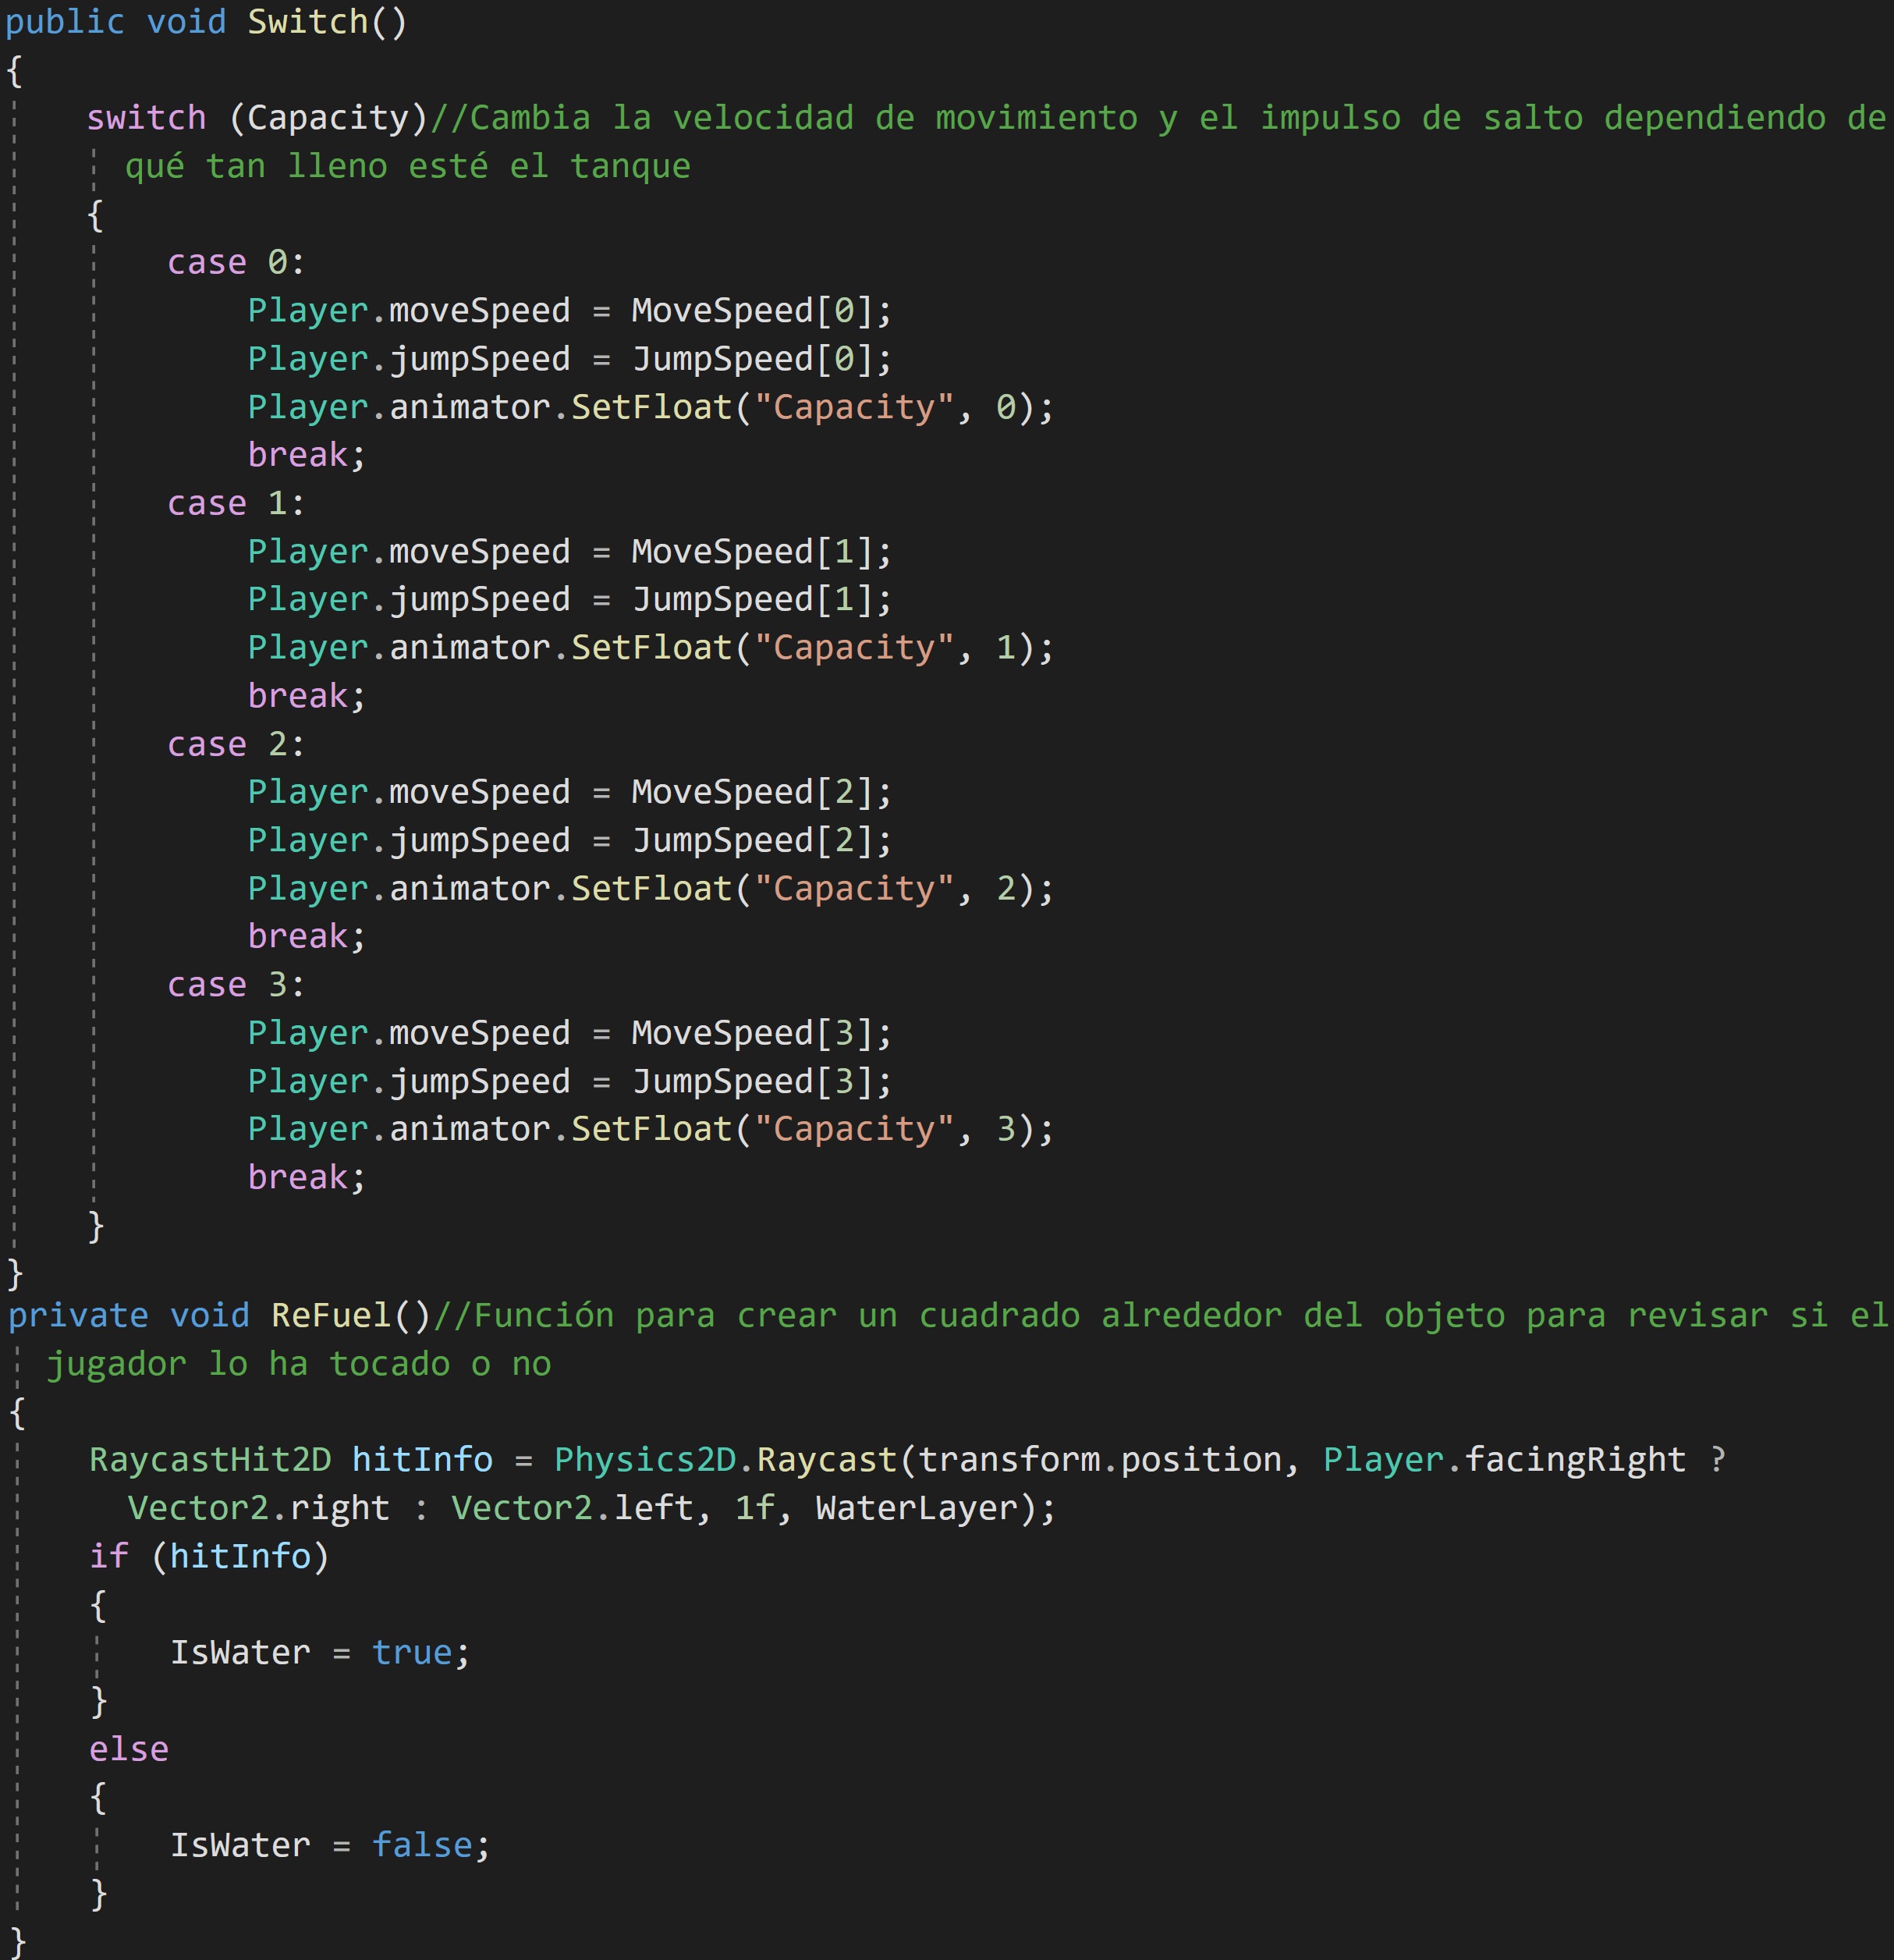 public void Switch()
{
    switch (Capacity)//Cambia la velocidad de movimiento y el impulso de salto dependiendo de
      qué tan lleno esté el tanque
    {
        case 0:
            Player.moveSpeed = MoveSpeed[0];
            Player.jumpSpeed = JumpSpeed[0];
            Player.animator.SetFloat("Capacity", 0);
            break;
        case 1:
            Player.moveSpeed = MoveSpeed[1];
            Player.jumpSpeed = JumpSpeed[1];
            Player.animator.SetFloat("Capacity", 1);
            break;
        case 2:
            Player.moveSpeed = MoveSpeed[2];
            Player.jumpSpeed = JumpSpeed[2];
            Player.animator.SetFloat("Capacity", 2);
            break;
        case 3:
            Player.moveSpeed = MoveSpeed[3];
            Player.jumpSpeed = JumpSpeed[3];
            Player.animator.SetFloat("Capacity", 3);
            break;
    }
}
private void ReFuel()//Función para crear un cuadrado alrededor del objeto para revisar si el
  jugador lo ha tocado o no
{
    RaycastHit2D hitInfo = Physics2D.Raycast(transform.position, Player.facingRight ?
      Vector2.right : Vector2.left, 1f, WaterLayer);
    if (hitInfo)
    {
        IsWater = true;
    }
    else
    {
        IsWater = false;
    }
}